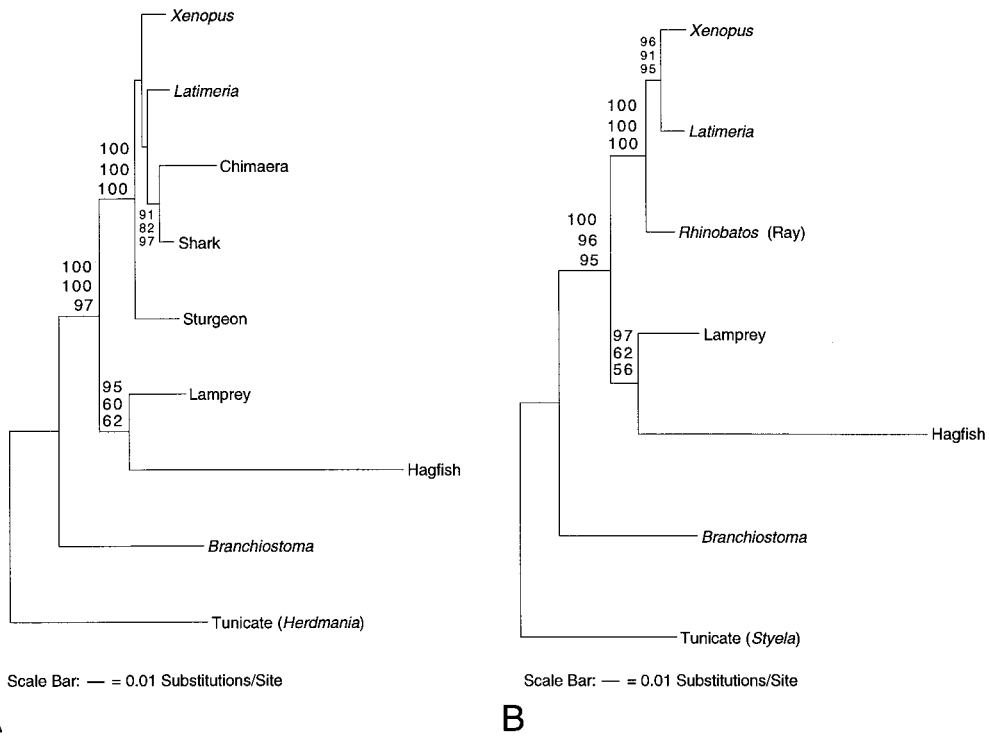 Xenopus
Latimeria
100
100
100
Chimaera
91
82
97
Shark
100
100
97
Sturgeon
95
60
62
Lamprey
Hagfish
Branchiostoma
Tunicate (Herdmania)
Scale Bar: — = 0.01 Substitutions/Site
Xenopus
96
91
95
100
100
100
Latimeria
100
96
95
Rhinobatos (Ray)
97
62
56
Lamprey
Hagfish
Branchiostoma
Tunicate (Styela)
Scale Bar: — = 0.01 Substitutions/Site
B